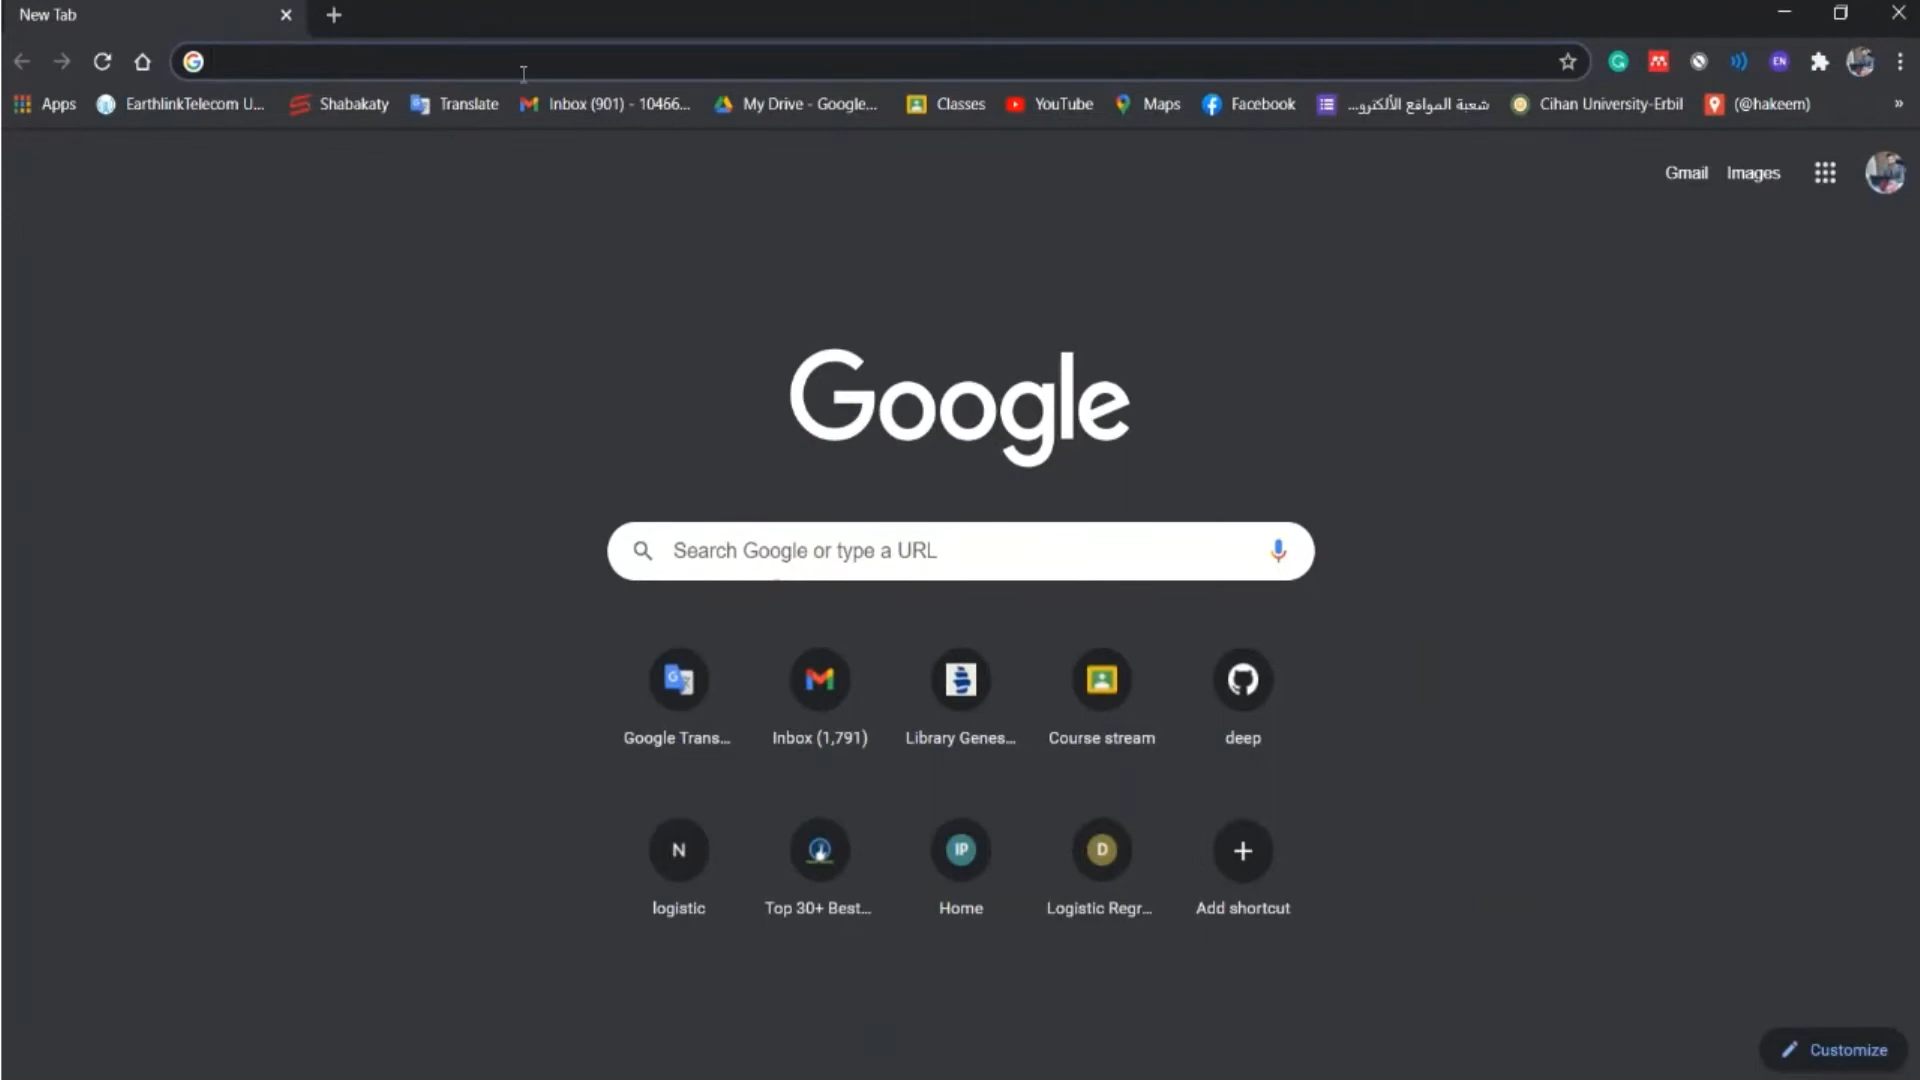 New Tab
Apps EarthlinkTelecom U... Shabakaty Translate Inbox (901) - 10466... My Drive - Google... Classes YouTube Maps Facebook شعبة المواقع الألكترو... Cihan University-Erbil (@hakeem) »
EN
Gmail Images
Google
Search Google or type a URL
Google Trans... Inbox (1,791) Library Genes... Course stream deep
N IP D
logistic Top 30+ Best... Home Logistic Regr... Add shortcut
Customize